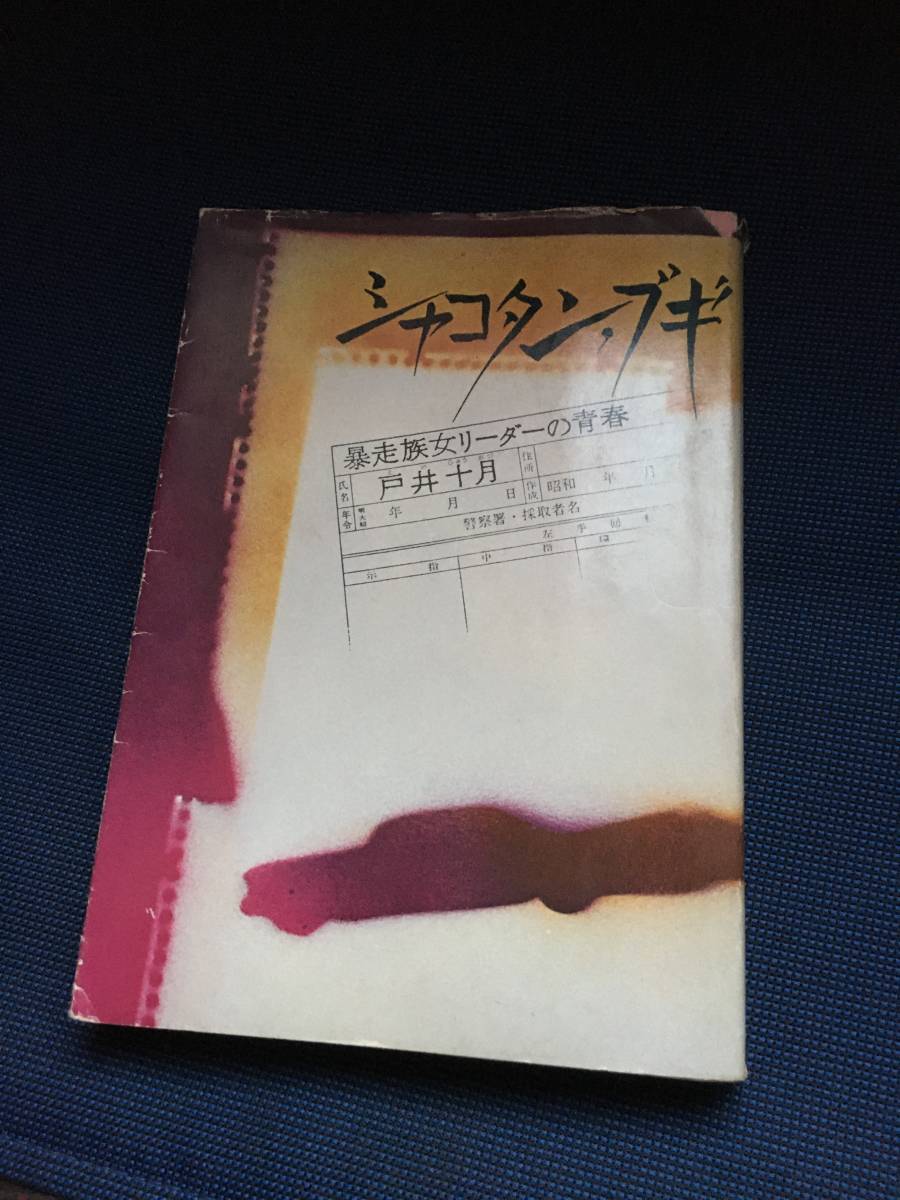 シャコタン・ブギ
暴走族女リーダーの青春
氏名 戸井十月 住所
年令 年 月 日 作成 昭和 年 月
警察署・採取者名
左手
示 指 中 指